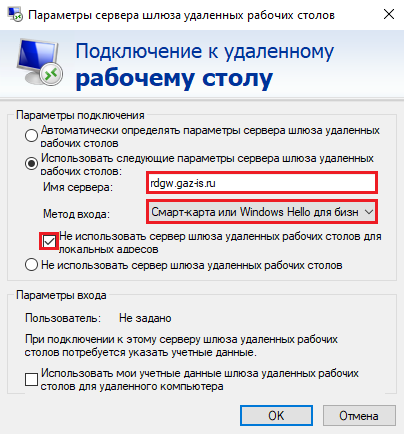 Параметры сервера шлюза удаленных рабочих столов
Подключение к удаленному
рабочему столу
Параметры подключения
Автоматически определять параметры сервера шлюза удаленных
рабочих столов
Использовать следующие параметры сервера шлюза удаленных
рабочих столов:
Имя сервера: rdgw.gaz-is.ru
Метод входа: Смарт-карта или Windows Hello для бизн
Не использовать сервер шлюза удаленных рабочих столов для
локальных адресов
Не использовать сервер шлюза удаленных рабочих столов
Параметры входа
Пользователь: Не задано
При подключении к этому серверу шлюза удаленных рабочих
столов потребуется указать учетные данные.
Использовать мои учетные данные шлюза удаленных рабочих
столов для удаленного компьютера
OK Отмена